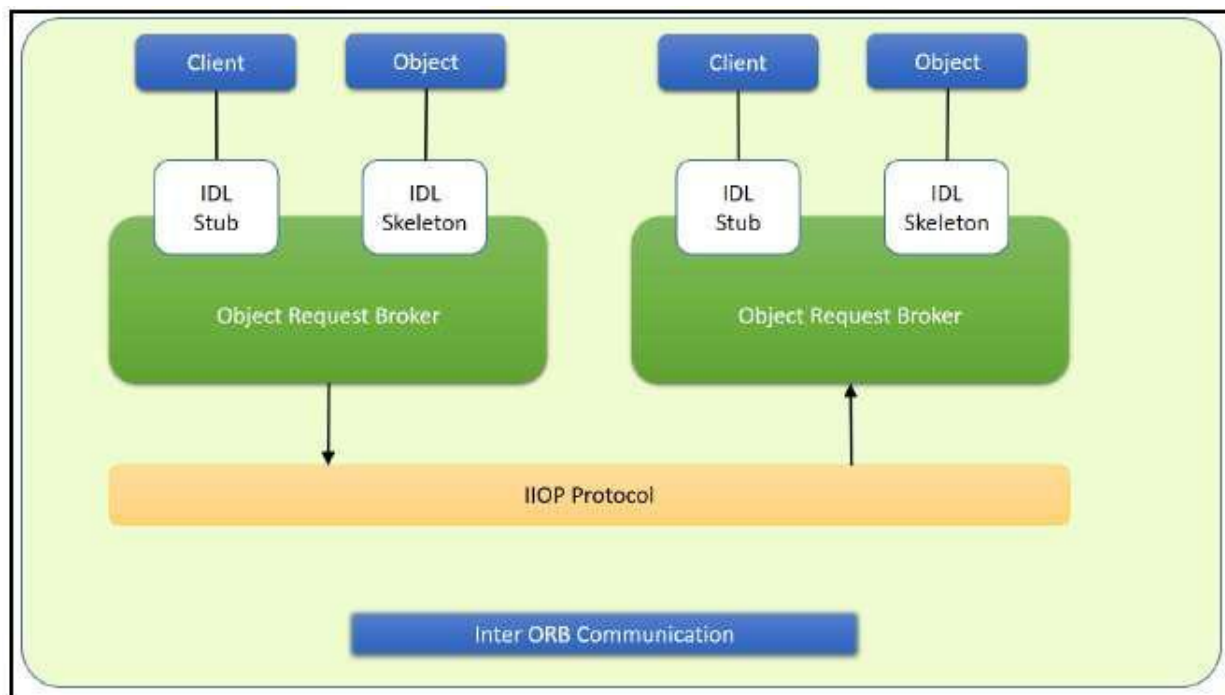 Client
Object
Client
Object
IDL
Stub
IDL
Skeleton
IDL
Stub
IDL
Skeleton
Object Request Broker
Object Request Broker
IIOP Protocol
Inter ORB Communication